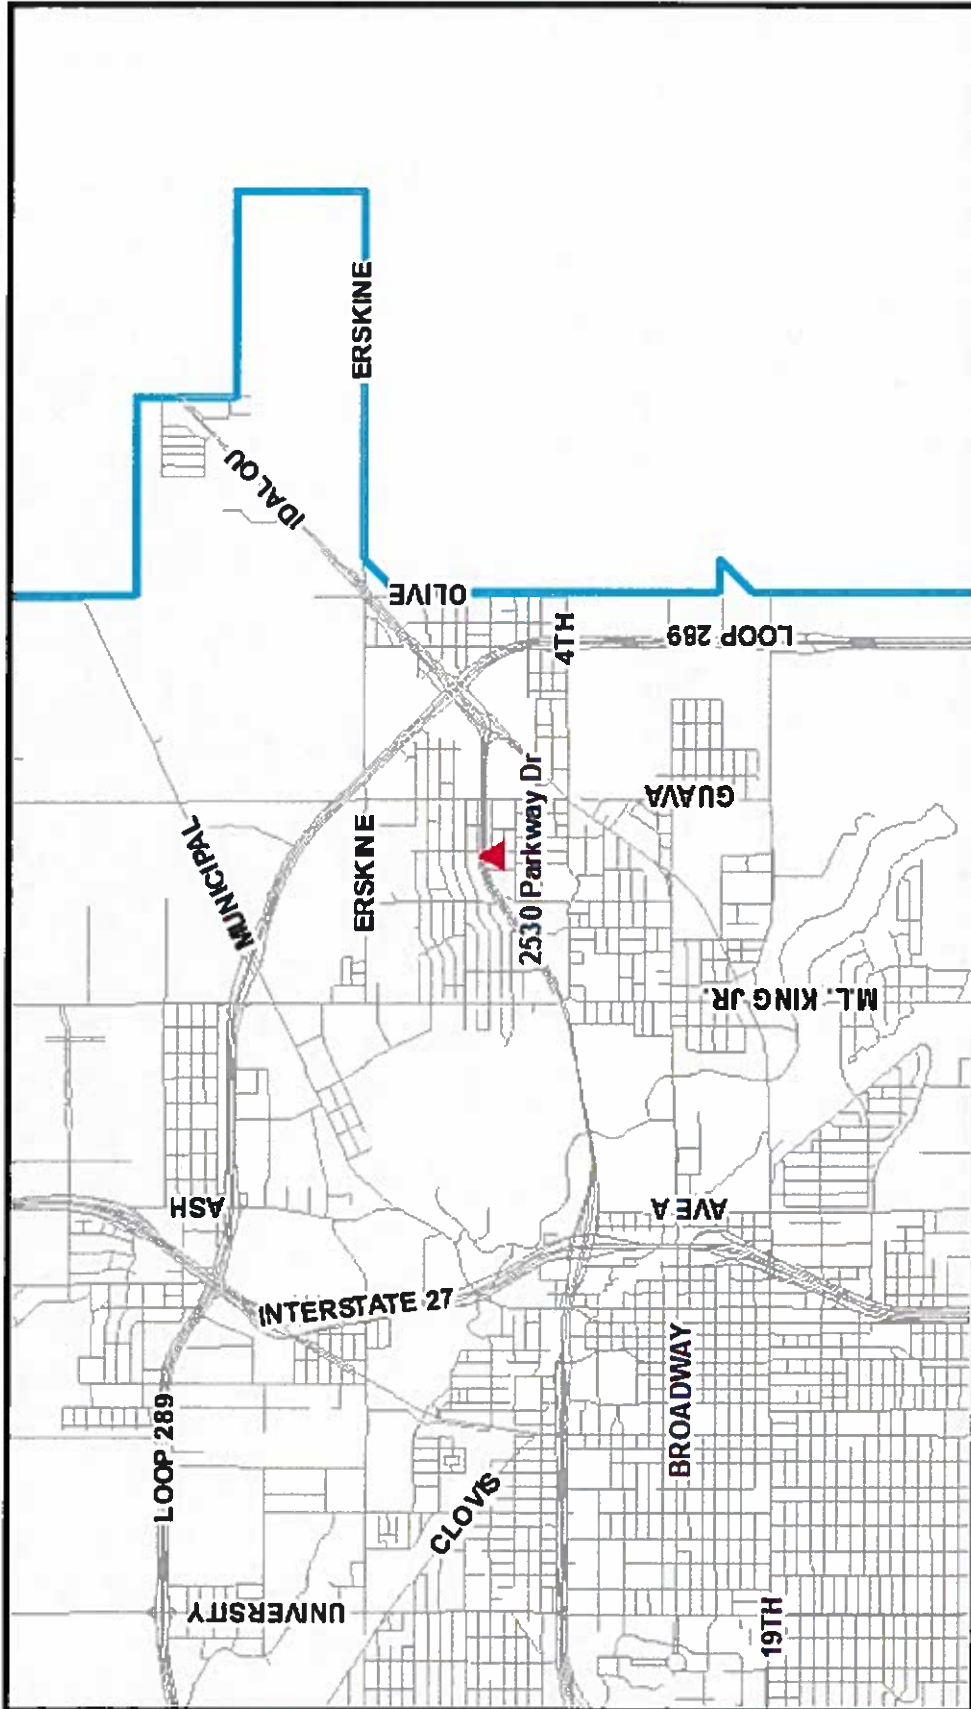 ERSKINE
IDALOU
OLIVE
4TH
LOOP 289
MUNICIPAL
ERSKINE
2530 Parkway Dr
GUAVA
M.L. KING JR.
ASH
AVE A
INTERSTATE 27
LOOP 289
BROADWAY
CLOVIS
UNIVERSITY
19TH